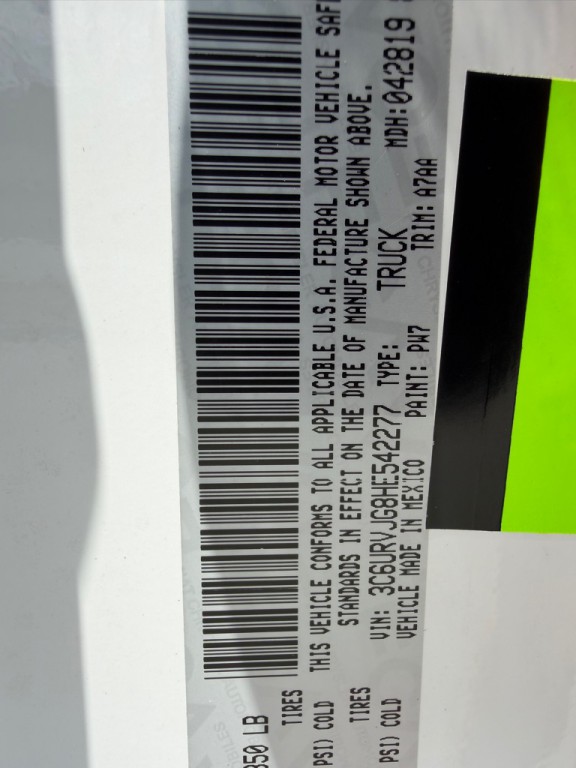 850 LB
TIRES
PSI) COLD
THIS VEHICLE CONFORMS TO ALL APPLICABLE U.S.A. FEDERAL MOTOR VEHICLE SAF
STANDARDS IN EFFECT ON THE DATE OF MANUFACTURE SHOWN ABOVE.
TIRES
VIN: 3C6URVJG8HE542277 TYPE: TRUCK MDH:042819
PSI) COLD
VEHICLE MADE IN MEXICO PAINT: PW7 TRIM: A7AA